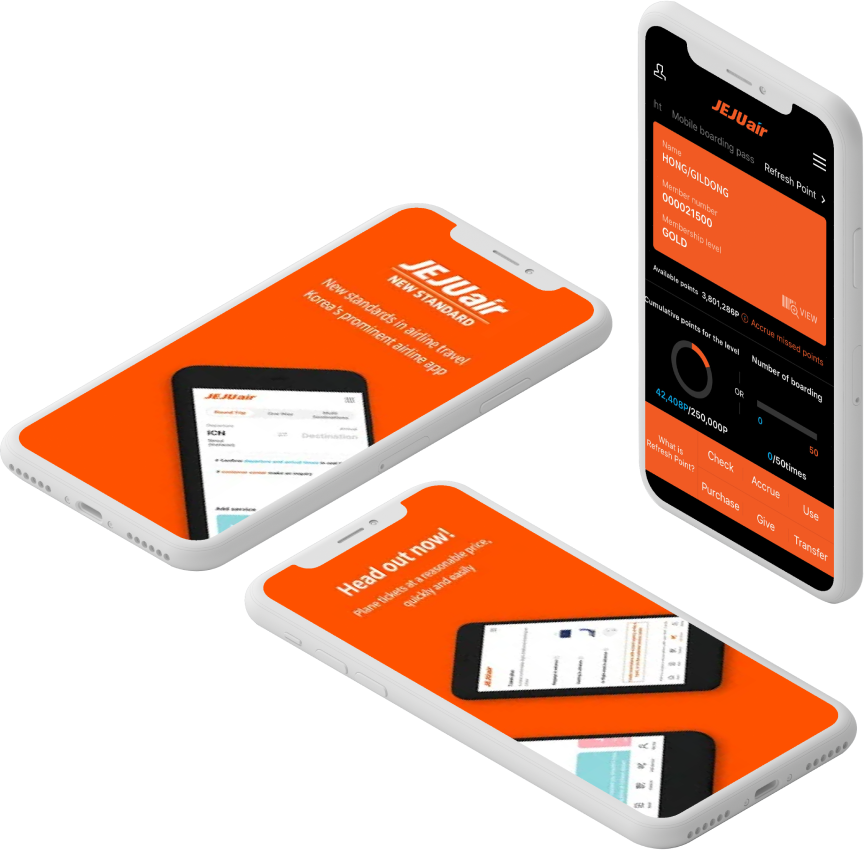 JEJUair
NEW STANDARD
New standards in airline travel
Korea's prominent airline app
JEJUair
Round Trip
One Way
Multi
Destinations
Departure
Arrival
ICN
Destination
Seoul
(Incheon)
Add service
JEJUair
ht
Mobile boarding pass
Refresh Point
Name
HONG/GILDONG
Member number
000021500
Membership level
GOLD
VIEW
Available points 3,801,286P
Accrue missed points
Cumulative points for the level
42,408P/250,000P
OR
Number of boarding
0
50
0/50times
What is
Refresh Point?
Check
Accrue
Use
Purchase
Give
Transfer
Head out now!
Plane tickets at a reasonable price,
quickly and easily
JEJUair